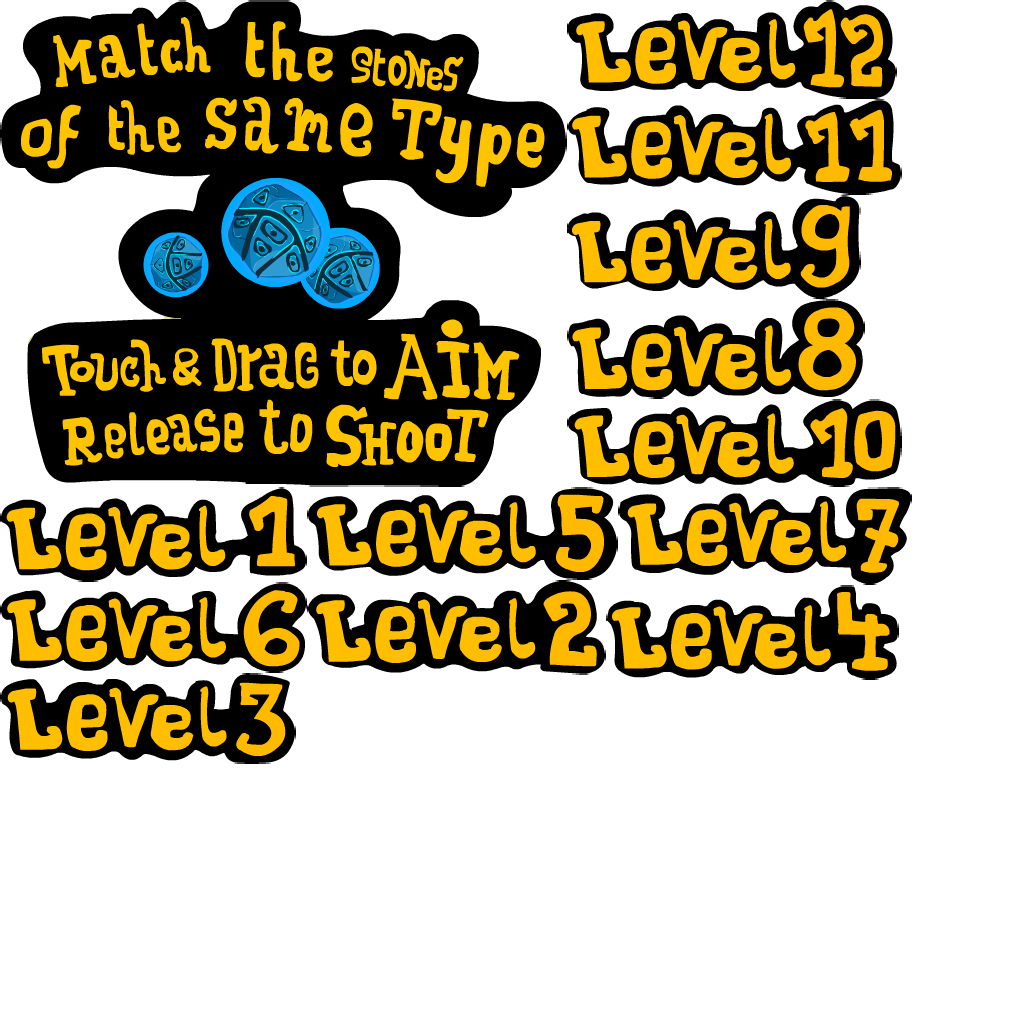 Match the Stones
of the same Type
Touch & Drag to Aim
Release to Shoot
Level 12
Level 11
Level 9
Level 8
Level 10
Level 1
Level 5
Level 7
Level 6
Level 2
Level 4
Level 3